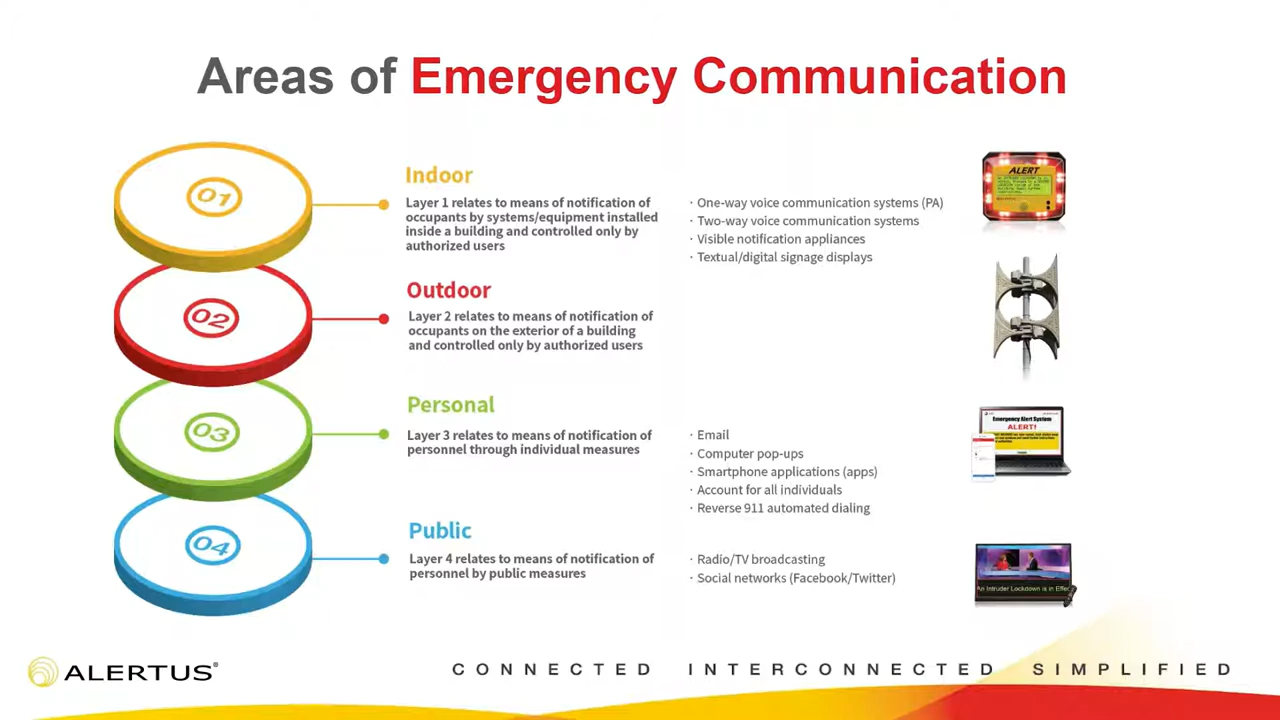 Areas of Emergency Communication
01
Indoor
Layer 1 relates to means of notification of
occupants by systems/equipment installed
inside a building and controlled only by
authorized users
· One-way voice communication systems (PA)
· Two-way voice communication systems
· Visible notification appliances
· Textual/digital signage displays
ALERT
02
Outdoor
Layer 2 relates to means of notification of
occupants on the exterior of a building
and controlled only by authorized users
03
Personal
Layer 3 relates to means of notification of
personnel through individual measures
· Email
· Computer pop-ups
· Smartphone applications (apps)
· Account for all individuals
· Reverse 911 automated dialing
Emergency Alert System
ALERT!
04
Public
Layer 4 relates to means of notification of
personnel by public measures
· Radio/TV broadcasting
· Social networks (Facebook/Twitter)
An Intruder Lockdown is in Effe
ALERTUS®
CONNECTED INTERCONNECTED SIMPLIFIED